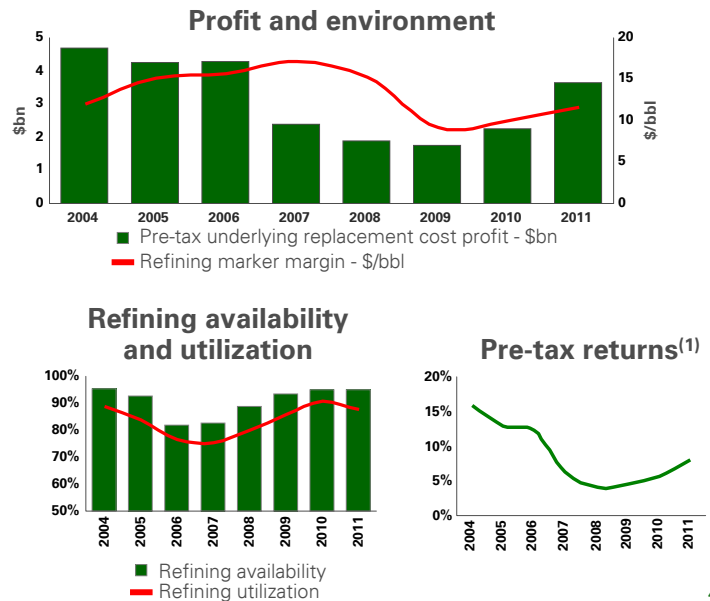 Profit and environment
$bn
5
4
3
2
1
0
20
15
10
5
0
$/bbl
2004 2005 2006 2007 2008 2009 2010 2011
Pre-tax underlying replacement cost profit - $bn
Refining marker margin - $/bbl
Refining availability
and utilization
100%
90%
80%
70%
60%
50%
2004 2005 2006 2007 2008 2009 2010 2011
Refining availability
Refining utilization
Pre-tax returns(1)
20%
15%
10%
5%
0%
2004 2005 2006 2007 2008 2009 2010 2011